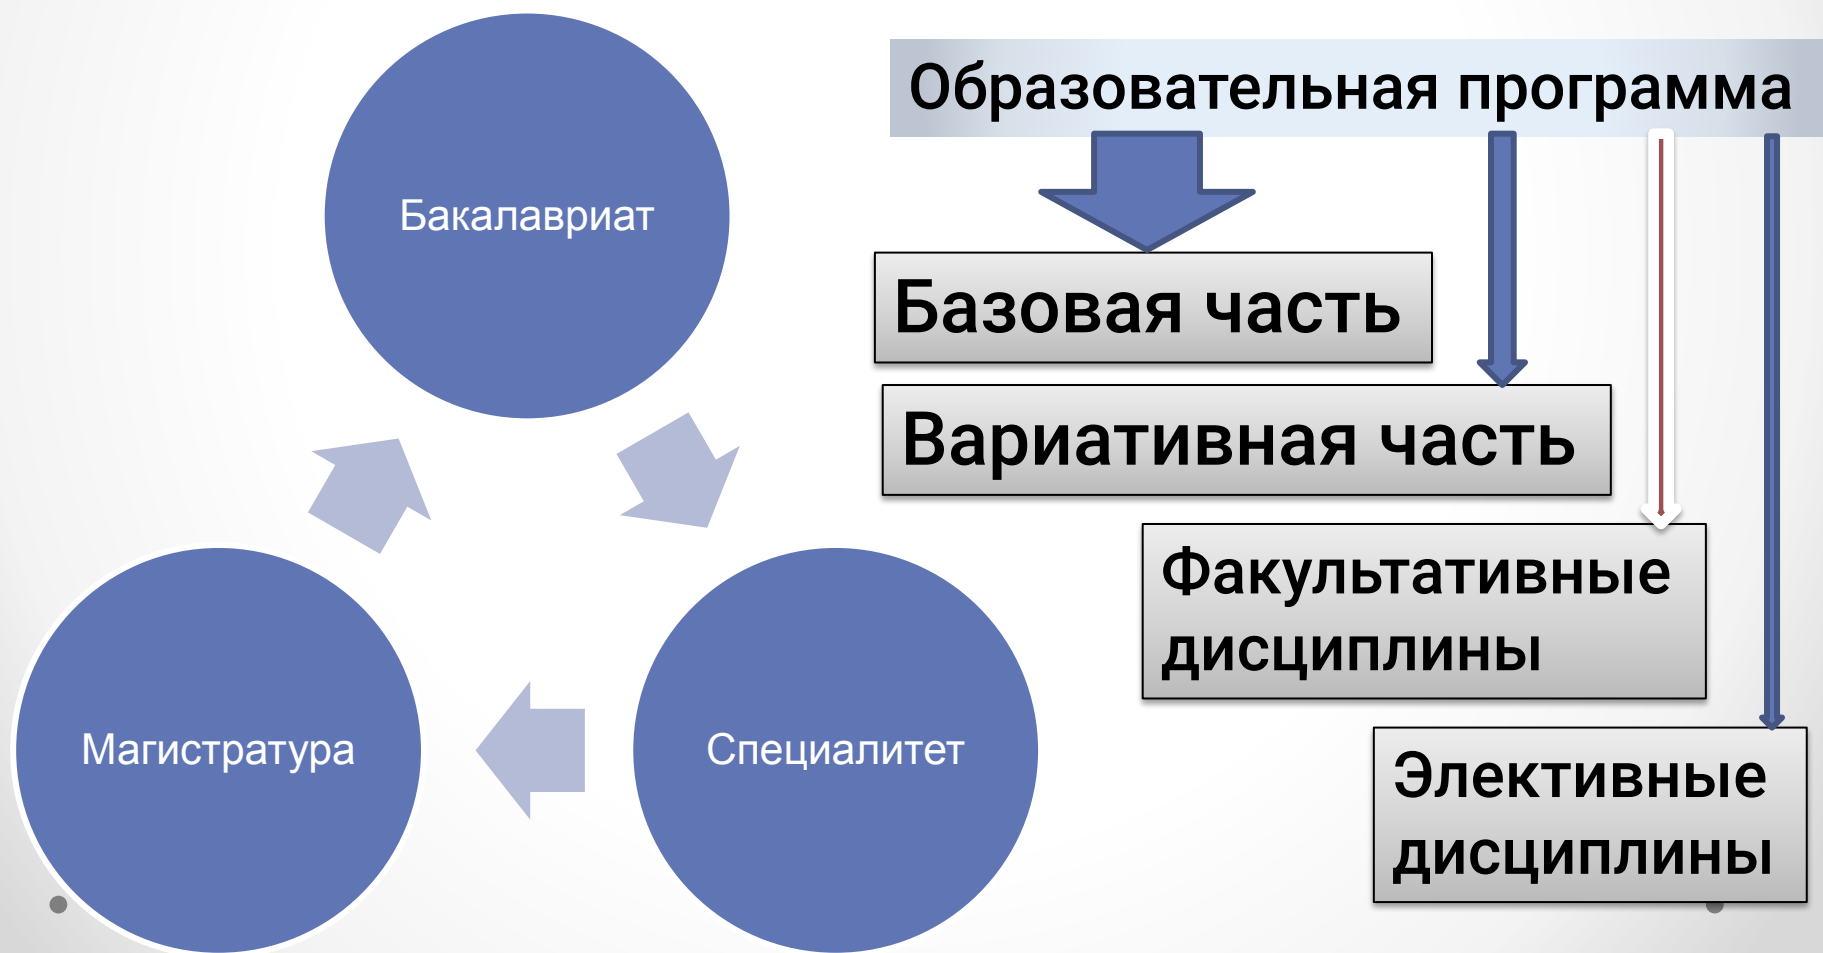 Бакалавриат
Специалитет
Магистратура
Образовательная программа
Базовая часть
Вариативная часть
Факультативные
дисциплины
Элективные
дисциплины